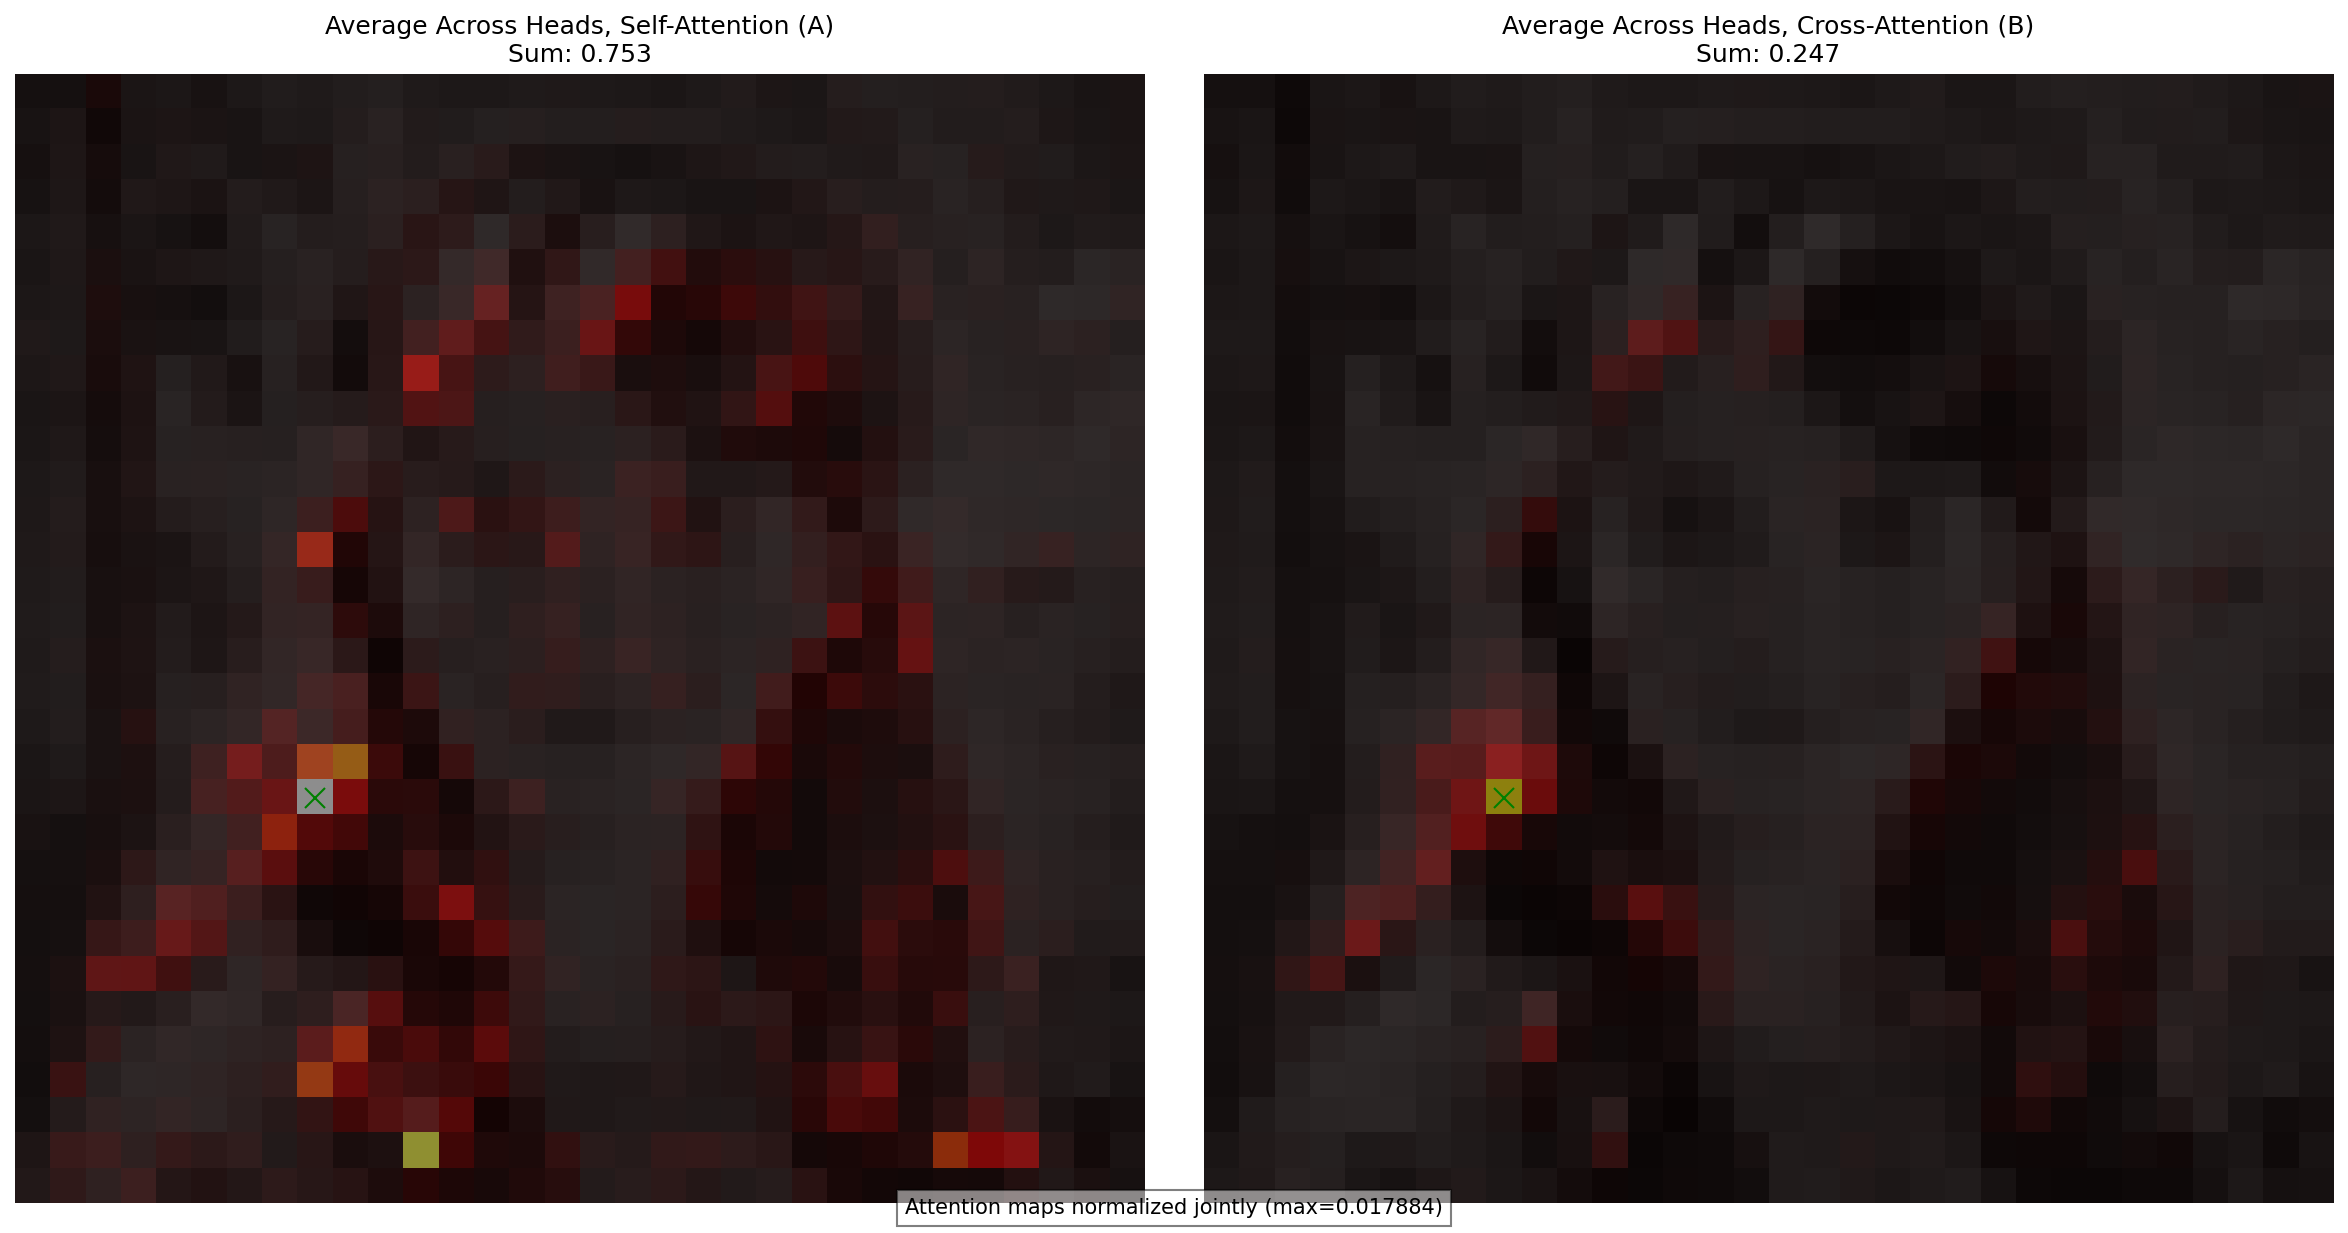 Average Across Heads, Self-Attention (A)
Sum: 0.753
Average Across Heads, Cross-Attention (B)
Sum: 0.247
Attention maps normalized jointly (max=0.017884)